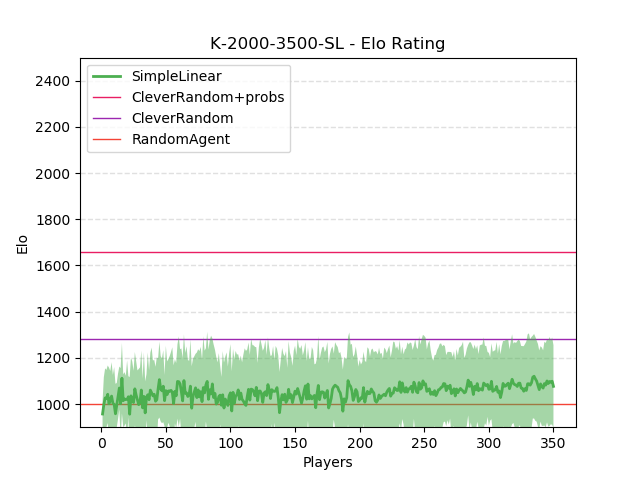 K-2000-3500-SL - Elo Rating
SimpleLinear
CleverRandom+probs
CleverRandom
RandomAgent
2400
2200
2000
1800
1600
1400
1200
1000
Elo
0 50 100 150 200 250 300 350
Players